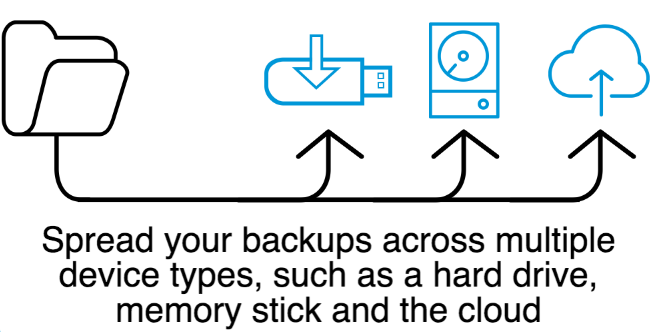 Spread your backups across multiple
device types, such as a hard drive,
memory stick and the cloud